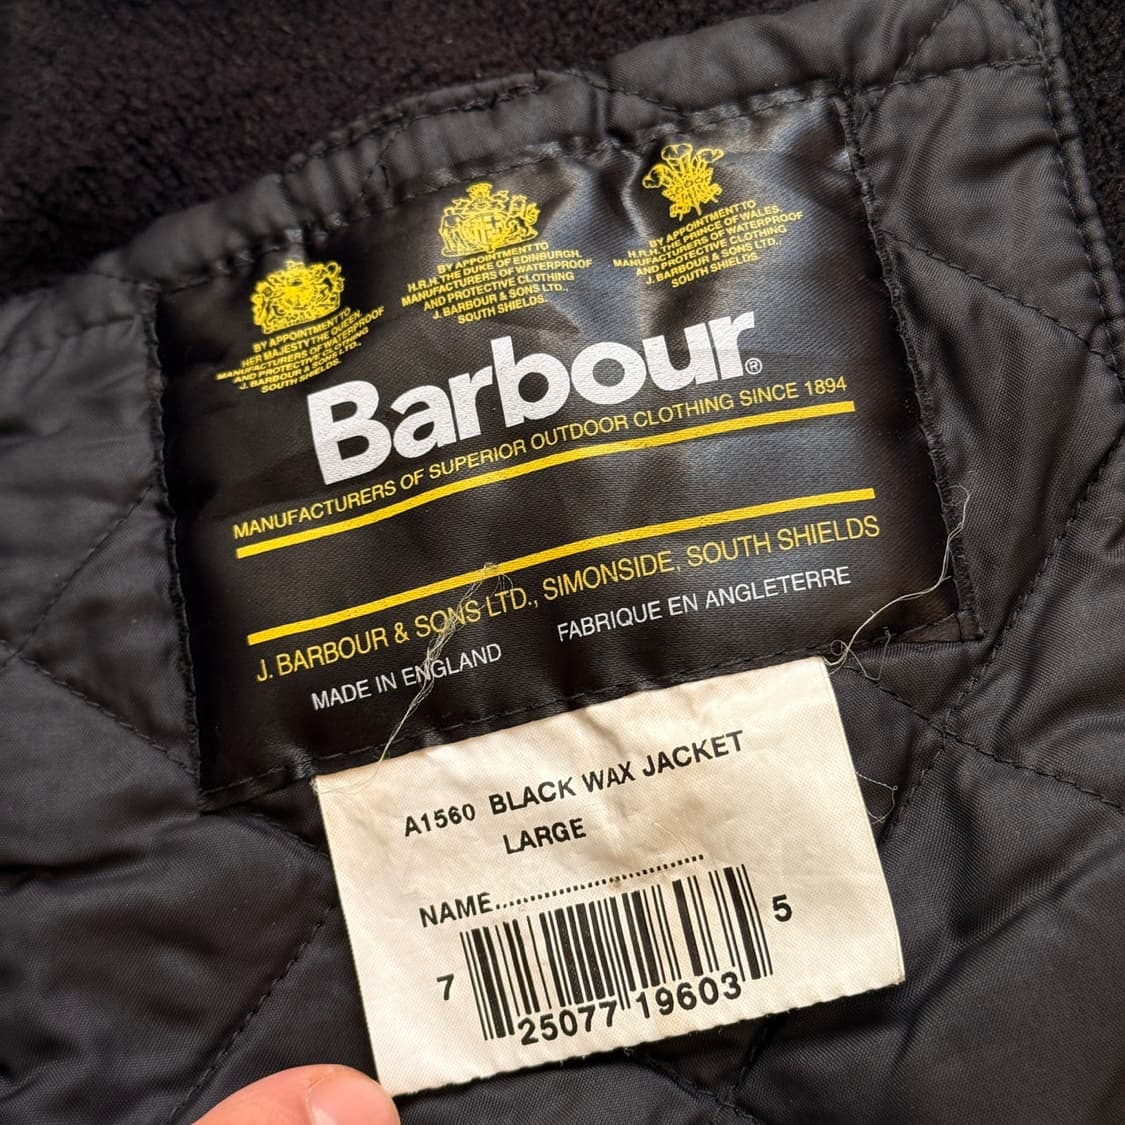 BY APPOINTMENT TO
HER MAJESTY THE QUEEN.
MANUFACTURERS OF WATERPROOF
AND PROTECTIVE CLOTHING
J. BARBOUR & SONS LTD.,
SOUTH SHIELDS.
BY APPOINTMENT TO
H.R.H. THE DUKE OF EDINBURGH.
MANUFACTURERS OF WATERPROOF
AND PROTECTIVE CLOTHING
J. BARBOUR & SONS LTD.,
SOUTH SHIELDS.
BY APPOINTMENT TO
H.R.H. THE PRINCE OF WALES.
MANUFACTURERS OF WATERPROOF
AND PROTECTIVE CLOTHING
J. BARBOUR & SONS LTD.,
SOUTH SHIELDS.
Barbour®
MANUFACTURERS OF SUPERIOR OUTDOOR CLOTHING SINCE 1894
J. BARBOUR & SONS LTD., SIMONSIDE, SOUTH SHIELDS
MADE IN ENGLAND FABRIQUE EN ANGLETERRE
A1560 BLACK WAX JACKET
LARGE
NAME..............................
7 25077 19603 5